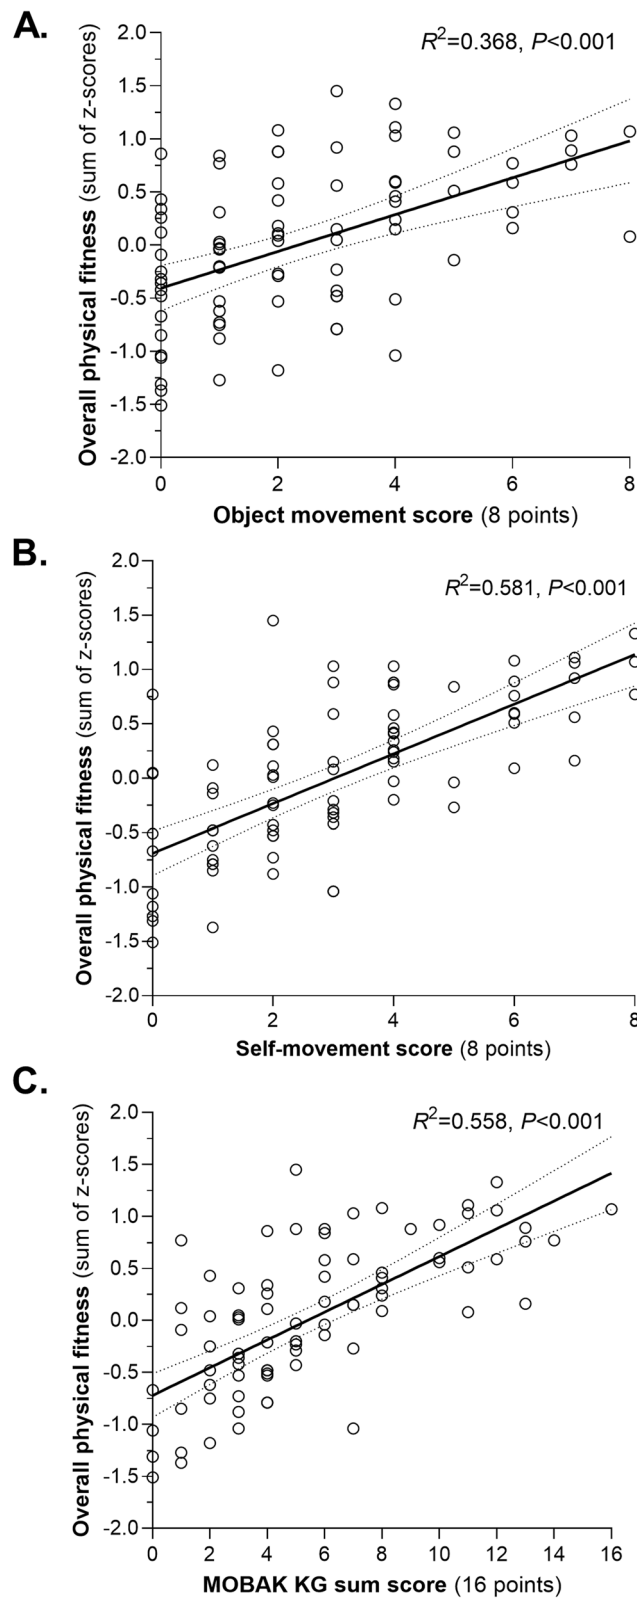 A.
R²=0.368, P<0.001
Overall physical fitness (sum of z-scores)
2.0
1.5
1.0
0.5
0.0
-0.5
-1.0
-1.5
-2.0
0 2 4 6 8
Object movement score (8 points)
B.
R²=0.581, P<0.001
Overall physical fitness (sum of z-scores)
2.0
1.5
1.0
0.5
0.0
-0.5
-1.0
-1.5
-2.0
0 2 4 6 8
Self-movement score (8 points)
C.
R²=0.558, P<0.001
Overall physical fitness (sum of z-scores)
2.0
1.5
1.0
0.5
0.0
-0.5
-1.0
-1.5
-2.0
0 2 4 6 8 10 12 14 16
MOBAK KG sum score (16 points)